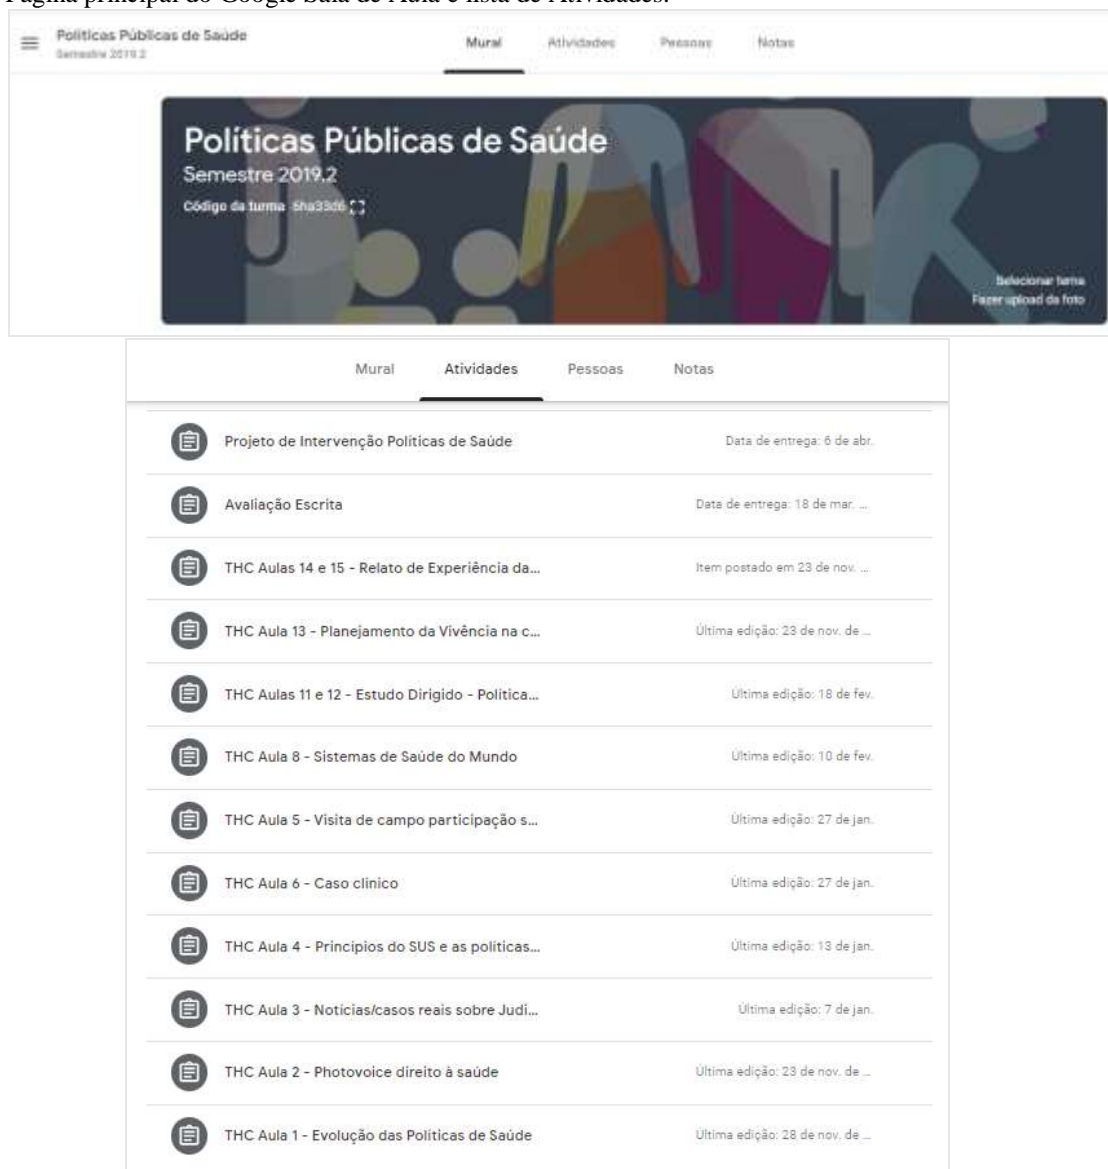 Página principal do Google Sala de Aula e lista de Atividades.
Políticas Públicas de Saúde
Semestre 2019.2
Mural Atividades Pessoas Notas
Políticas Públicas de Saúde
Semestre 2019.2
Código da turma 6ha33d6
Selecionar tema
Fazer upload da foto
Mural Atividades Pessoas Notas
Projeto de Intervenção Políticas de Saúde Data de entrega: 6 de abr.
Avaliação Escrita Data de entrega: 18 de mar. ...
THC Aulas 14 e 15 - Relato de Experiência da... Item postado em 23 de nov. ...
THC Aula 13 - Planejamento da Vivência na c... Última edição: 23 de nov. de ...
THC Aulas 11 e 12 - Estudo Dirigido - Política... Última edição: 18 de fev.
THC Aula 8 - Sistemas de Saúde do Mundo Última edição: 10 de fev.
THC Aula 5 - Visita de campo participação s... Última edição: 27 de jan.
THC Aula 6 - Caso clínico Última edição: 27 de jan.
THC Aula 4 - Princípios do SUS e as políticas... Última edição: 13 de jan.
THC Aula 3 - Notícias/casos reais sobre Judi... Última edição: 7 de jan.
THC Aula 2 - Photovoice direito à saúde Última edição: 23 de nov. de ...
THC Aula 1 - Evolução das Políticas de Saúde Última edição: 28 de nov. de ...